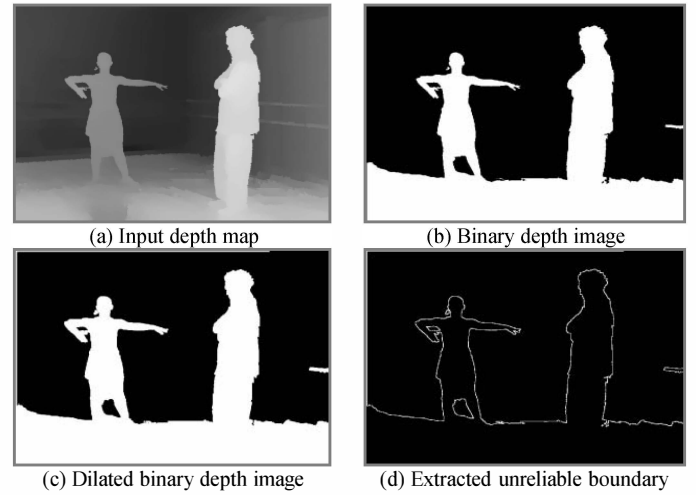 (a) Input depth map
(b) Binary depth image
(c) Dilated binary depth image
(d) Extracted unreliable boundary